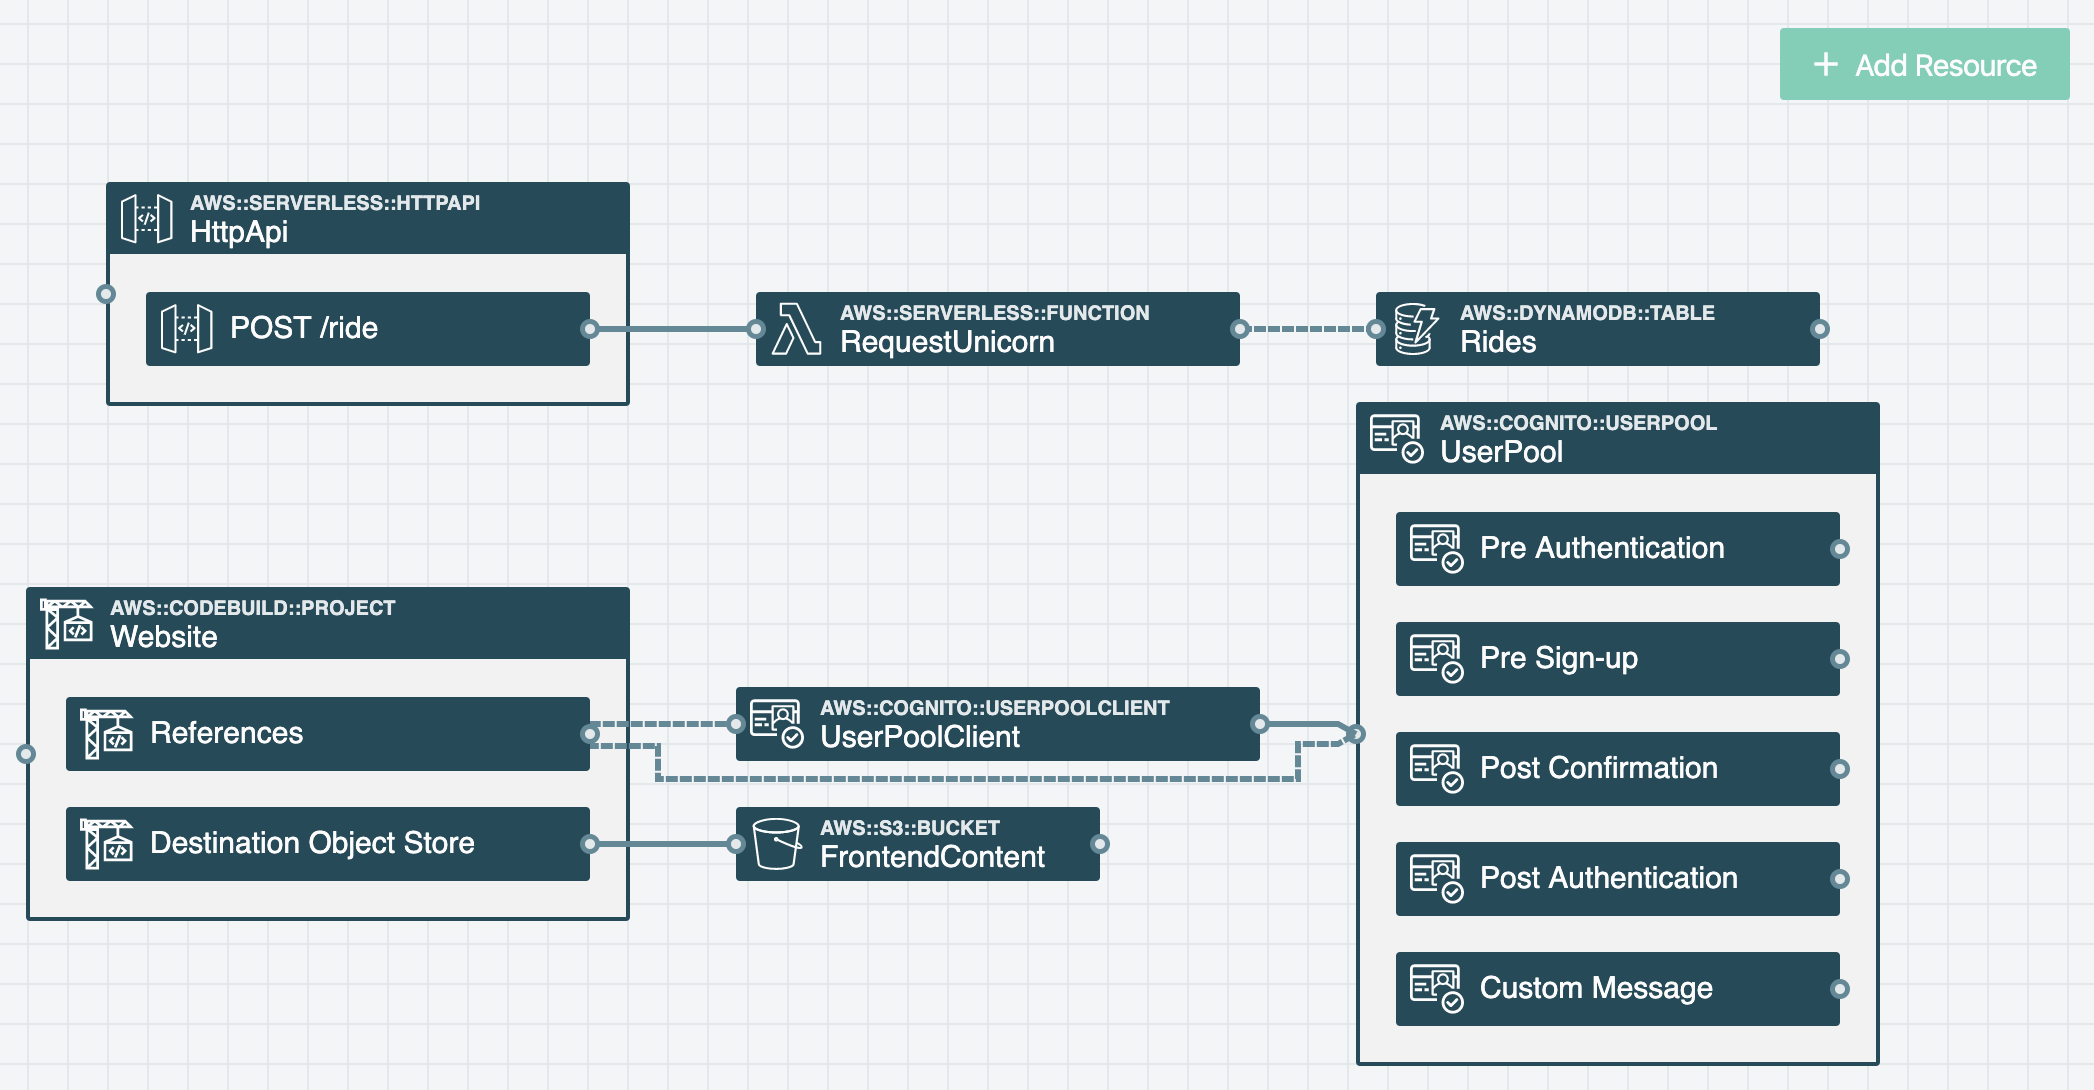 + Add Resource
AWS::SERVERLESS::HTTPAPI
HttpApi
POST /ride
AWS::SERVERLESS::FUNCTION
RequestUnicorn
AWS::DYNAMODB::TABLE
Rides
AWS::COGNITO::USERPOOL
UserPool
Pre Authentication
Pre Sign-up
Post Confirmation
Post Authentication
Custom Message
AWS::CODEBUILD::PROJECT
Website
References
Destination Object Store
AWS::COGNITO::USERPOOLCLIENT
UserPoolClient
AWS::S3::BUCKET
FrontendContent